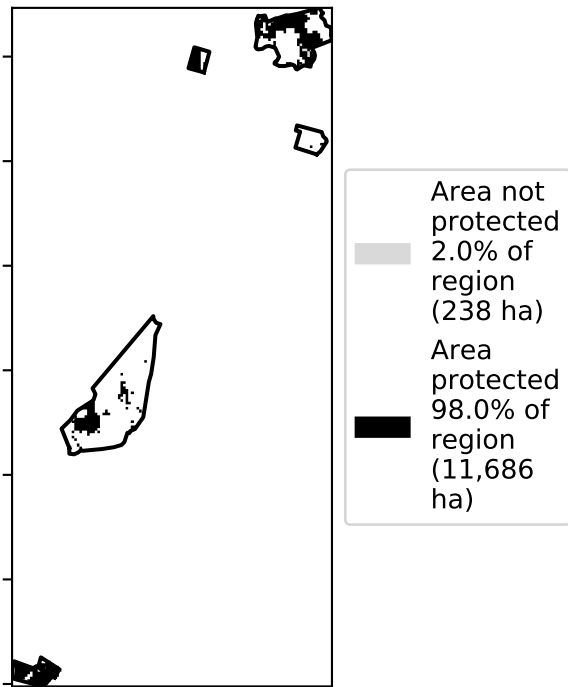 Area not
protected
2.0% of
region
(238 ha)
Area
protected
98.0% of
region
(11,686
ha)